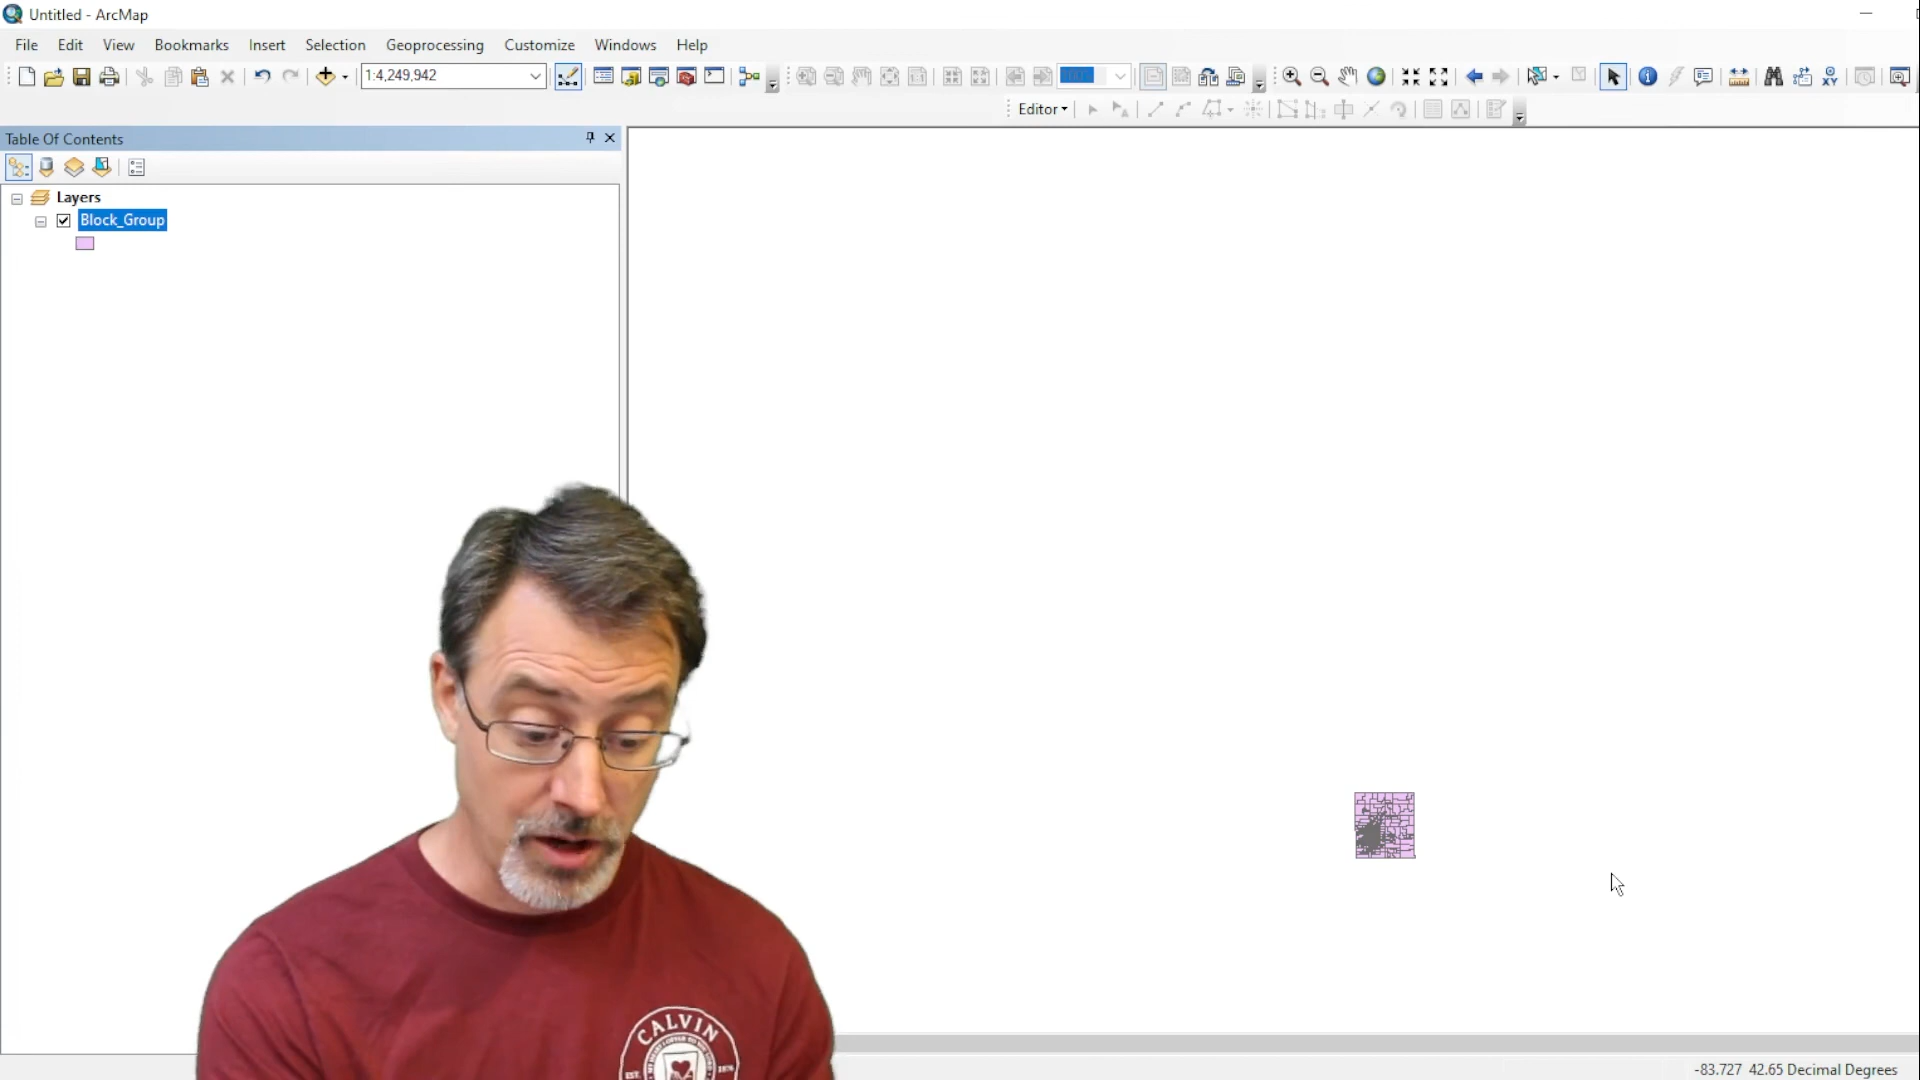 Untitled - ArcMap
File Edit View Bookmarks Insert Selection Geoprocessing Customize Windows Help
1:4,249,942
Editor
Table Of Contents
Layers
Block_Group
CALVIN
EST.
-83.727 42.65 Decimal Degrees